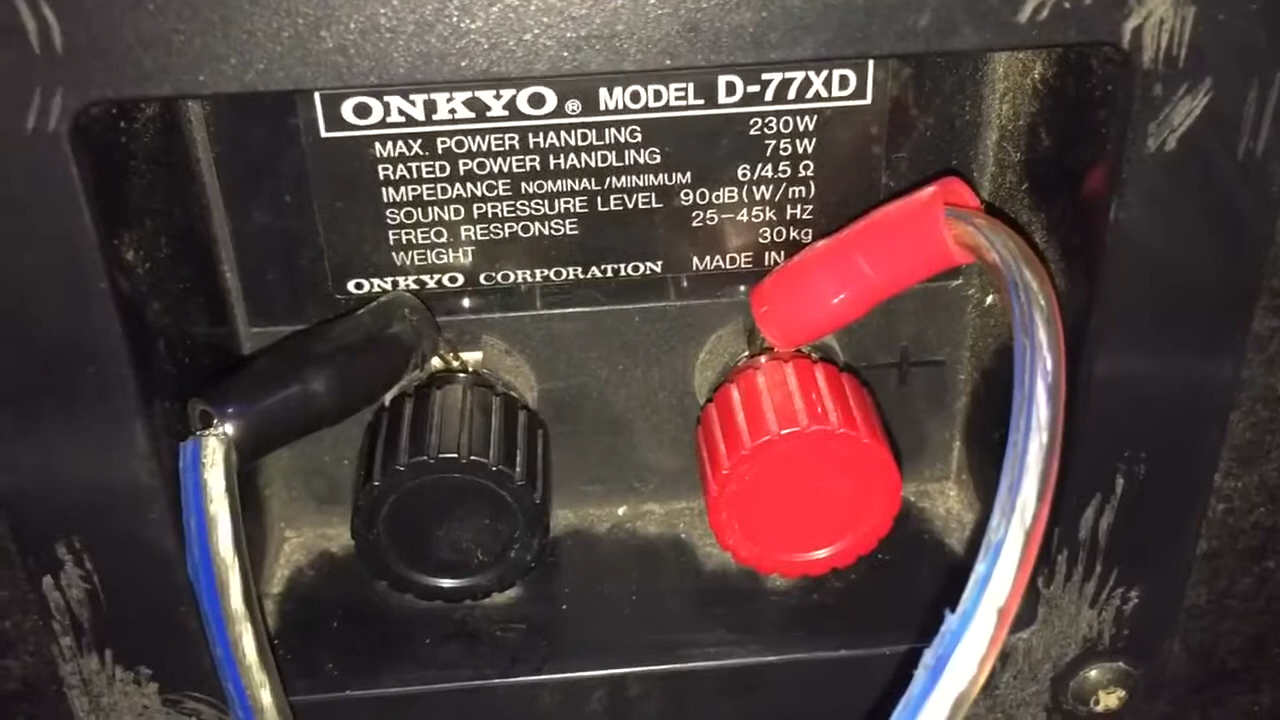 ONKYO® MODEL D-77XD
MAX. POWER HANDLING 230W
RATED POWER HANDLING 75W
IMPEDANCE NOMINAL/MINIMUM 6/4.5 Ω
SOUND PRESSURE LEVEL 90dB(W/m)
FREQ. RESPONSE 25-45k Hz
WEIGHT 30kg
ONKYO CORPORATION MADE IN